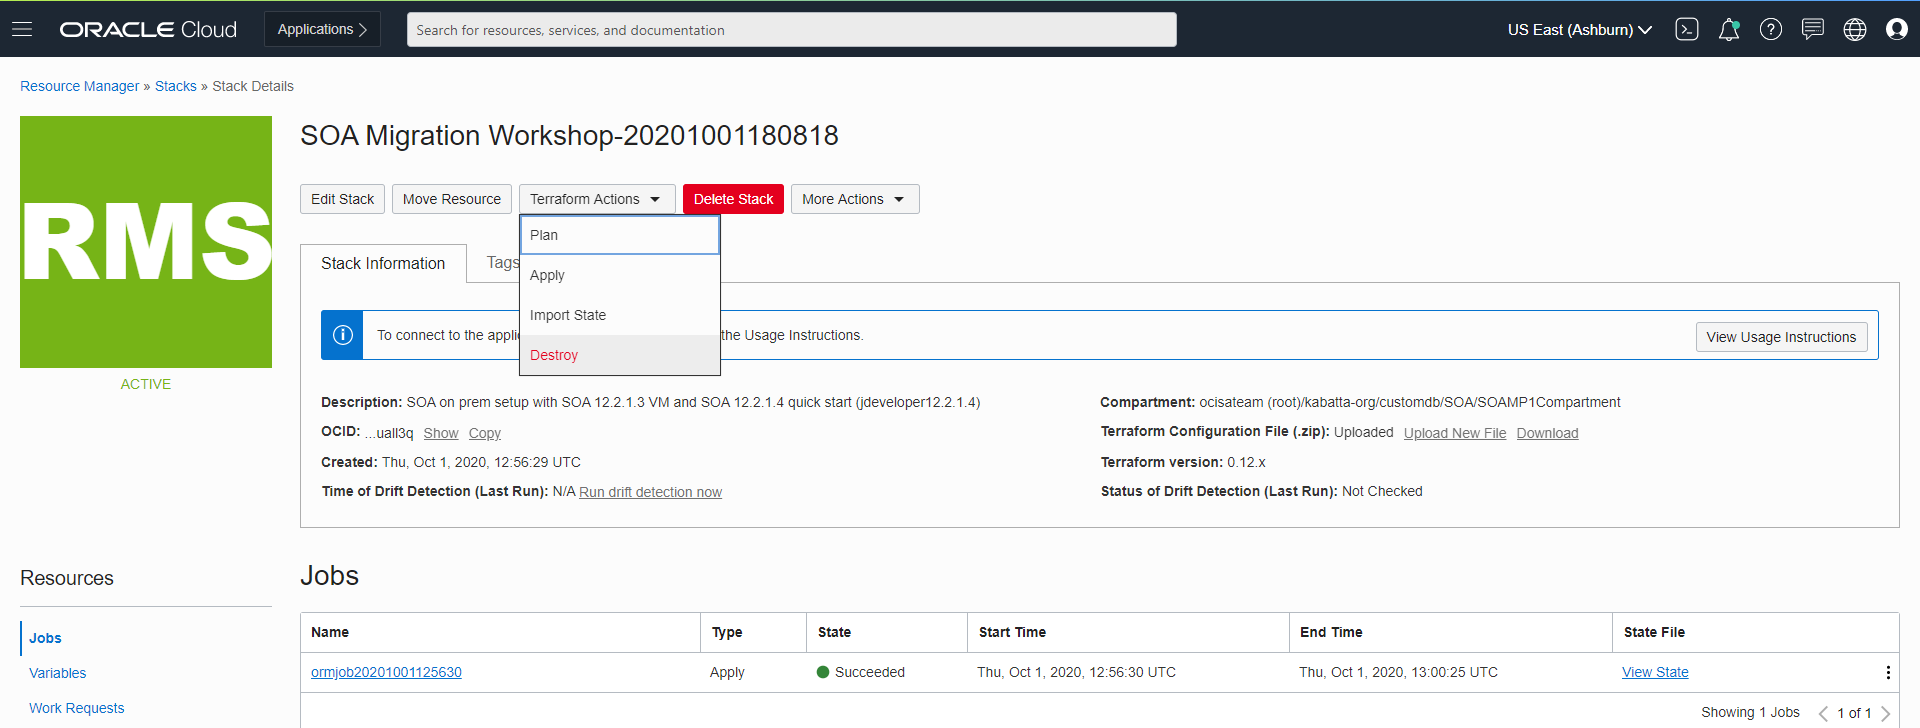 ORACLE Cloud
Applications
Search for resources, services, and documentation
US East (Ashburn)
Resource Manager » Stacks » Stack Details
RMS
ACTIVE
SOA Migration Workshop-20201001180818
Edit Stack
Move Resource
Terraform Actions
Delete Stack
More Actions
Plan
Apply
Import State
Destroy
Stack Information
Tags
To connect to the appli
the Usage Instructions.
View Usage Instructions
Description: SOA on prem setup with SOA 12.2.1.3 VM and SOA 12.2.1.4 quick start (jdeveloper12.2.1.4)
OCID: ...uall3q Show Copy
Created: Thu, Oct 1, 2020, 12:56:29 UTC
Time of Drift Detection (Last Run): N/A Run drift detection now
Compartment: ocisateam (root)/kabatta-org/customdb/SOA/SOAMP1Compartment
Terraform Configuration File (.zip): Uploaded Upload New File Download
Terraform version: 0.12.x
Status of Drift Detection (Last Run): Not Checked
Resources
Jobs
Variables
Work Requests
Jobs
Name Type State Start Time End Time State File
ormjob20201001125630 Apply Succeeded Thu, Oct 1, 2020, 12:56:30 UTC Thu, Oct 1, 2020, 13:00:25 UTC View State
Showing 1 Jobs 1 of 1